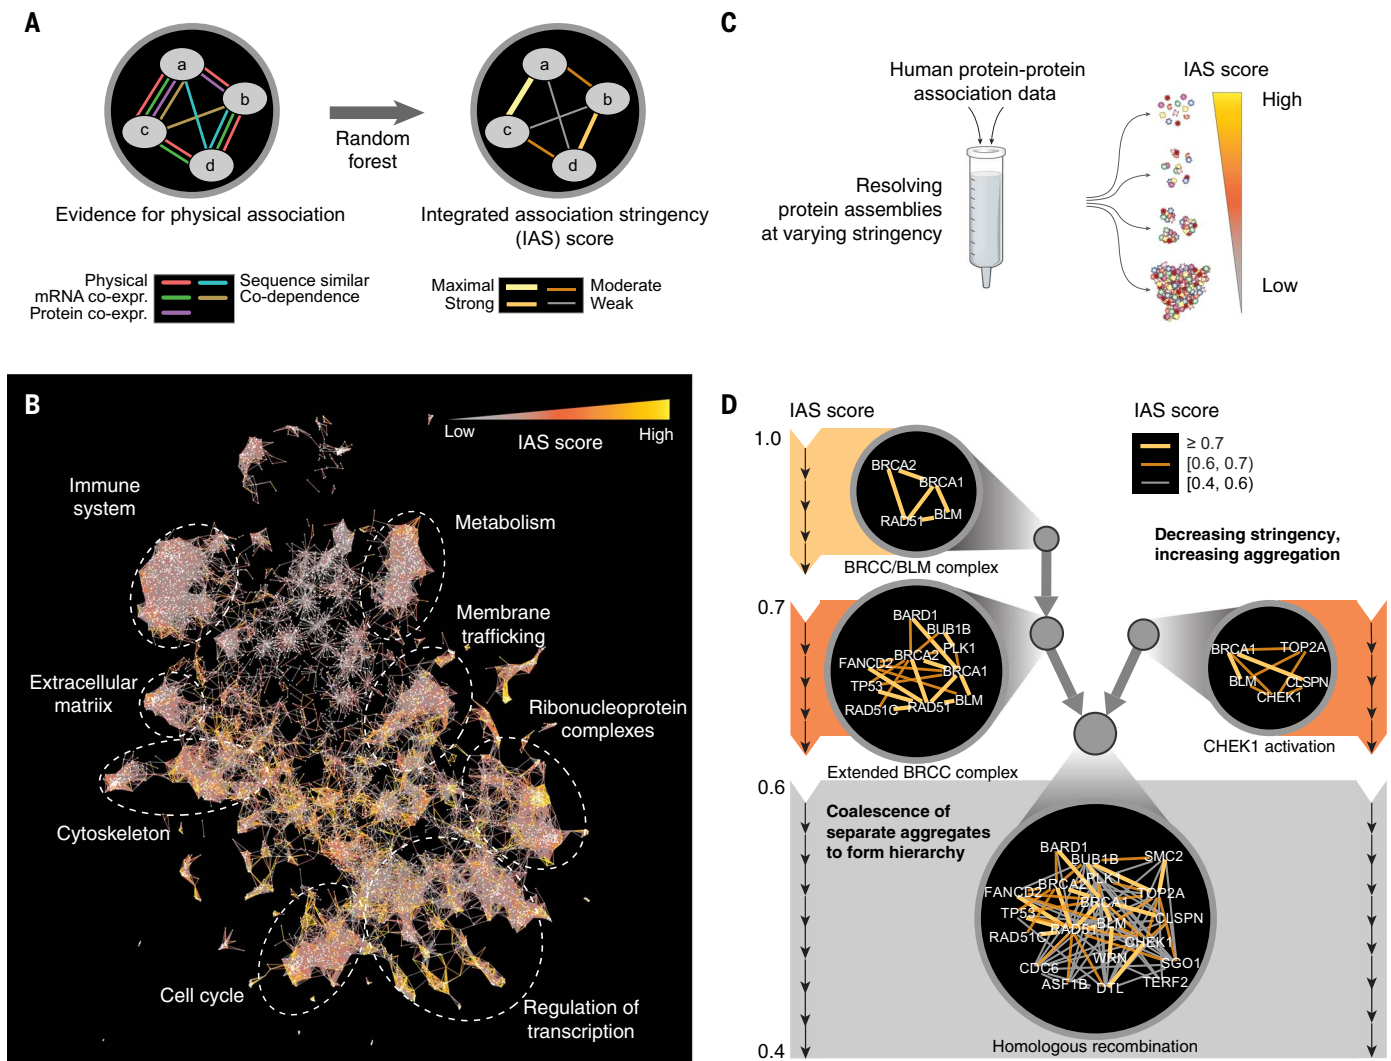 A
a
b
c
d
Evidence for physical association
Random
forest
a
b
c
d
Integrated association stringency
(IAS) score
Physical
mRNA co-expr.
Protein co-expr.
Sequence similar
Co-dependence
Maximal
Strong
Moderate
Weak
C
Human protein-protein
association data
Resolving
protein assemblies
at varying stringency
IAS score
High
Low
B
Low
IAS score
High
Immune
system
Metabolism
Membrane
trafficking
Extracellular
matriix
Ribonucleoprotein
complexes
Cytoskeleton
Cell cycle
Regulation of
transcription
D
IAS score
1.0
BRCA2
BRCA1
RAD51
BLM
BRCC/BLM complex
IAS score
≥ 0.7
[0.6, 0.7)
[0.4, 0.6)
Decreasing stringency,
increasing aggregation
0.7
BARD1
BUB1B
PLK1
BRCA2
FANCD2
BRCA1
TP53
BLM
RAD51C
RAD51
Extended BRCC complex
BRCA1
TOP2A
BLM
CLSPN
CHEK1
CHEK1 activation
0.6
Coalescence of
separate aggregates
to form hierarchy
BARD1
BUB1B
SMC2
PLK1
BRCA2
FANCD2
TOP2A
BRCA1
TP53
CLSPN
BLM
RAD51
RAD51C
CHEK1
WRN
SGO1
CDC6
ASF1B
DTL
TERF2
Homologous recombination
0.4